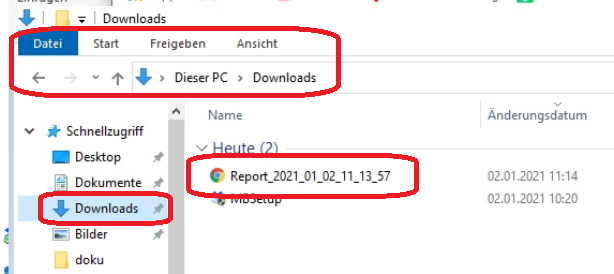 Downloads
Datei Start Freigeben Ansicht
Dieser PC Downloads
Name Änderungsdatum
Schnellzugriff
Heute (2)
Desktop
Report_2021_01_02_11_13_57 02.01.2021 11:14
Dokumente
MBSetup 02.01.2021 10:20
Downloads
Bilder
doku